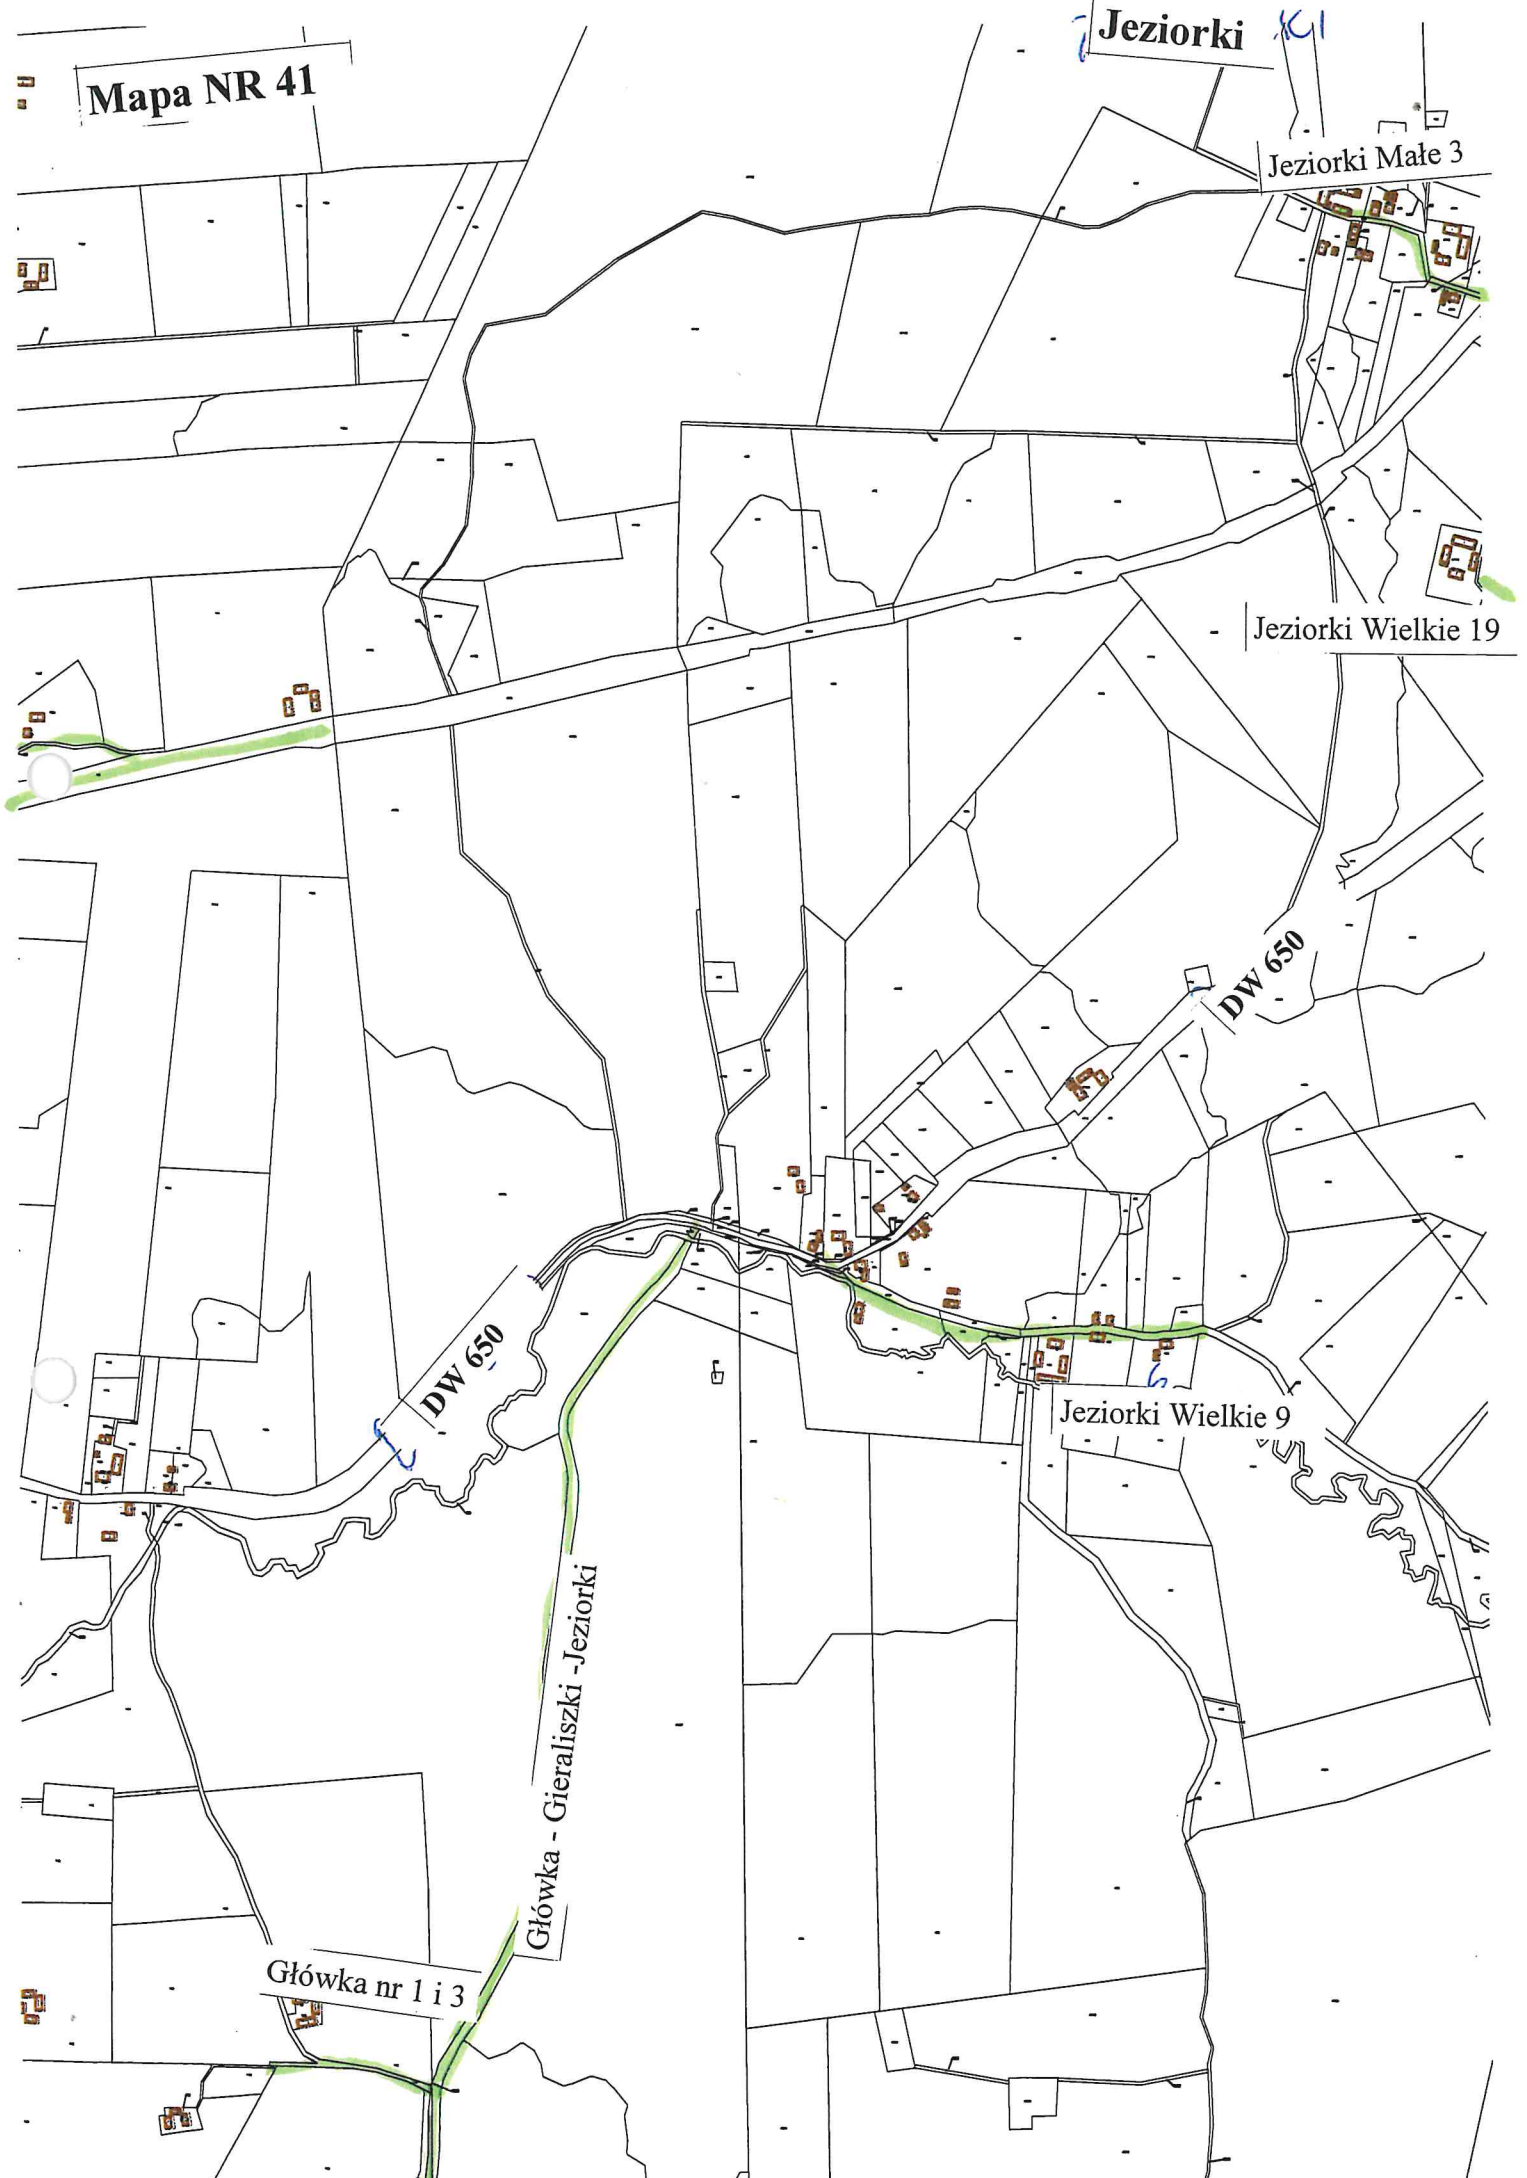 Mapa NR 41
Jeziorki
Jeziorki Małe 3
Jeziorki Wielkie 19
DW 650
DW 650
Jeziorki Wielkie 9
Główka - Gieraliszki -Jeziorki
Główka nr 1 i 3